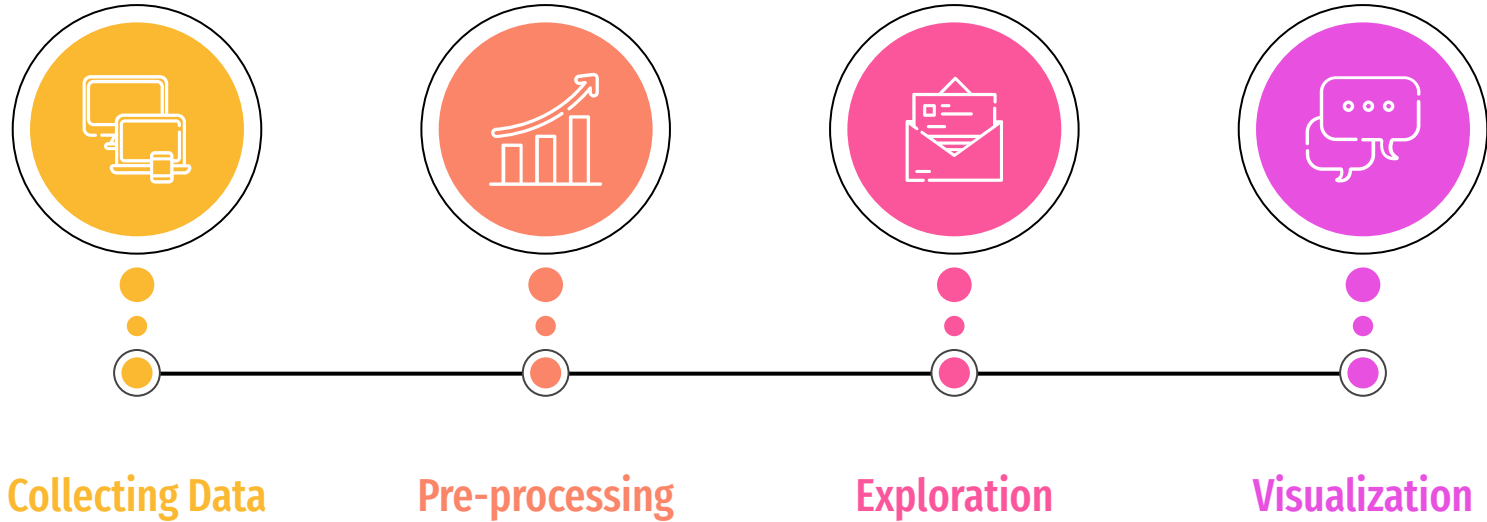 Collecting Data
Pre-processing
Exploration
Visualization